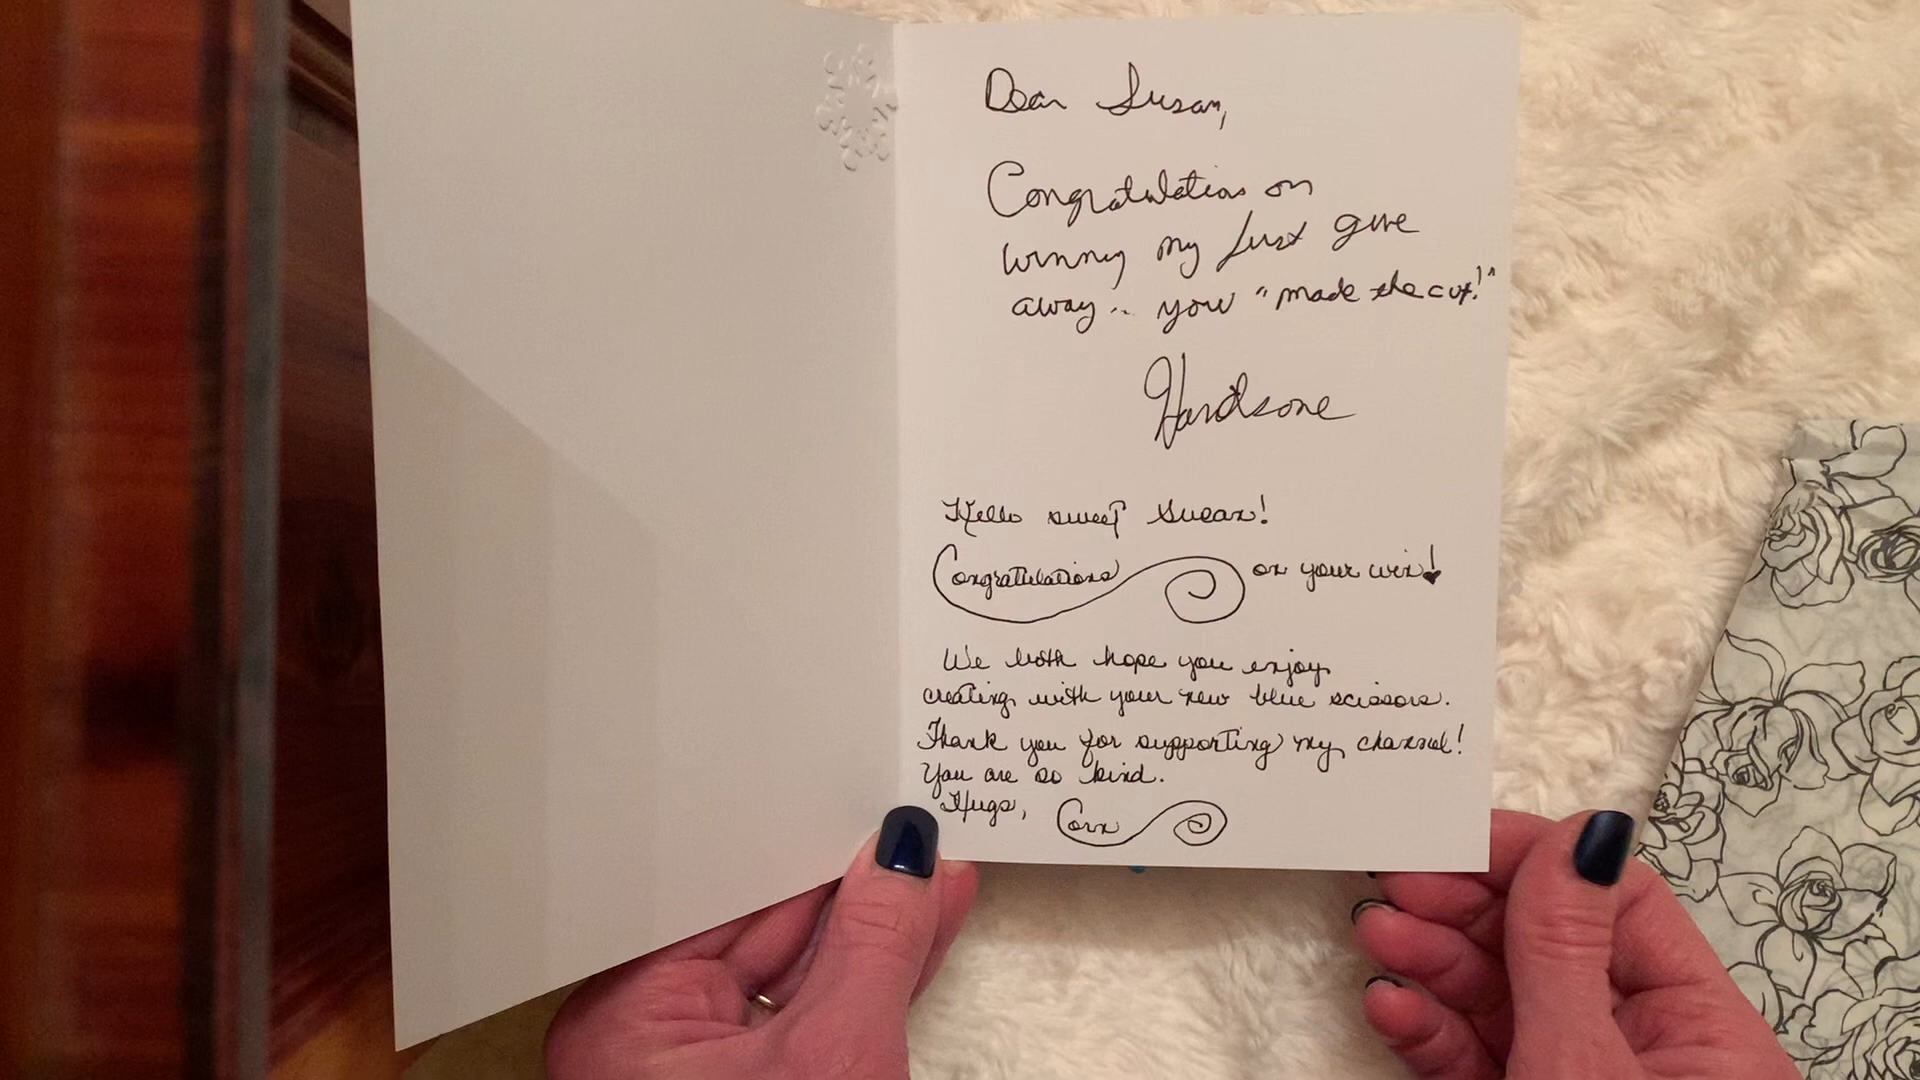 Dear Susan,
Congratulations on
winning my first give
away.. you "made the cut!"
Handsome
Hello sweet Susan!
Congratulations on your win!
We both hope you enjoy
creating with your new blue scissors.
Thank you for supporting my channel!
You are so kind.
Hugs,